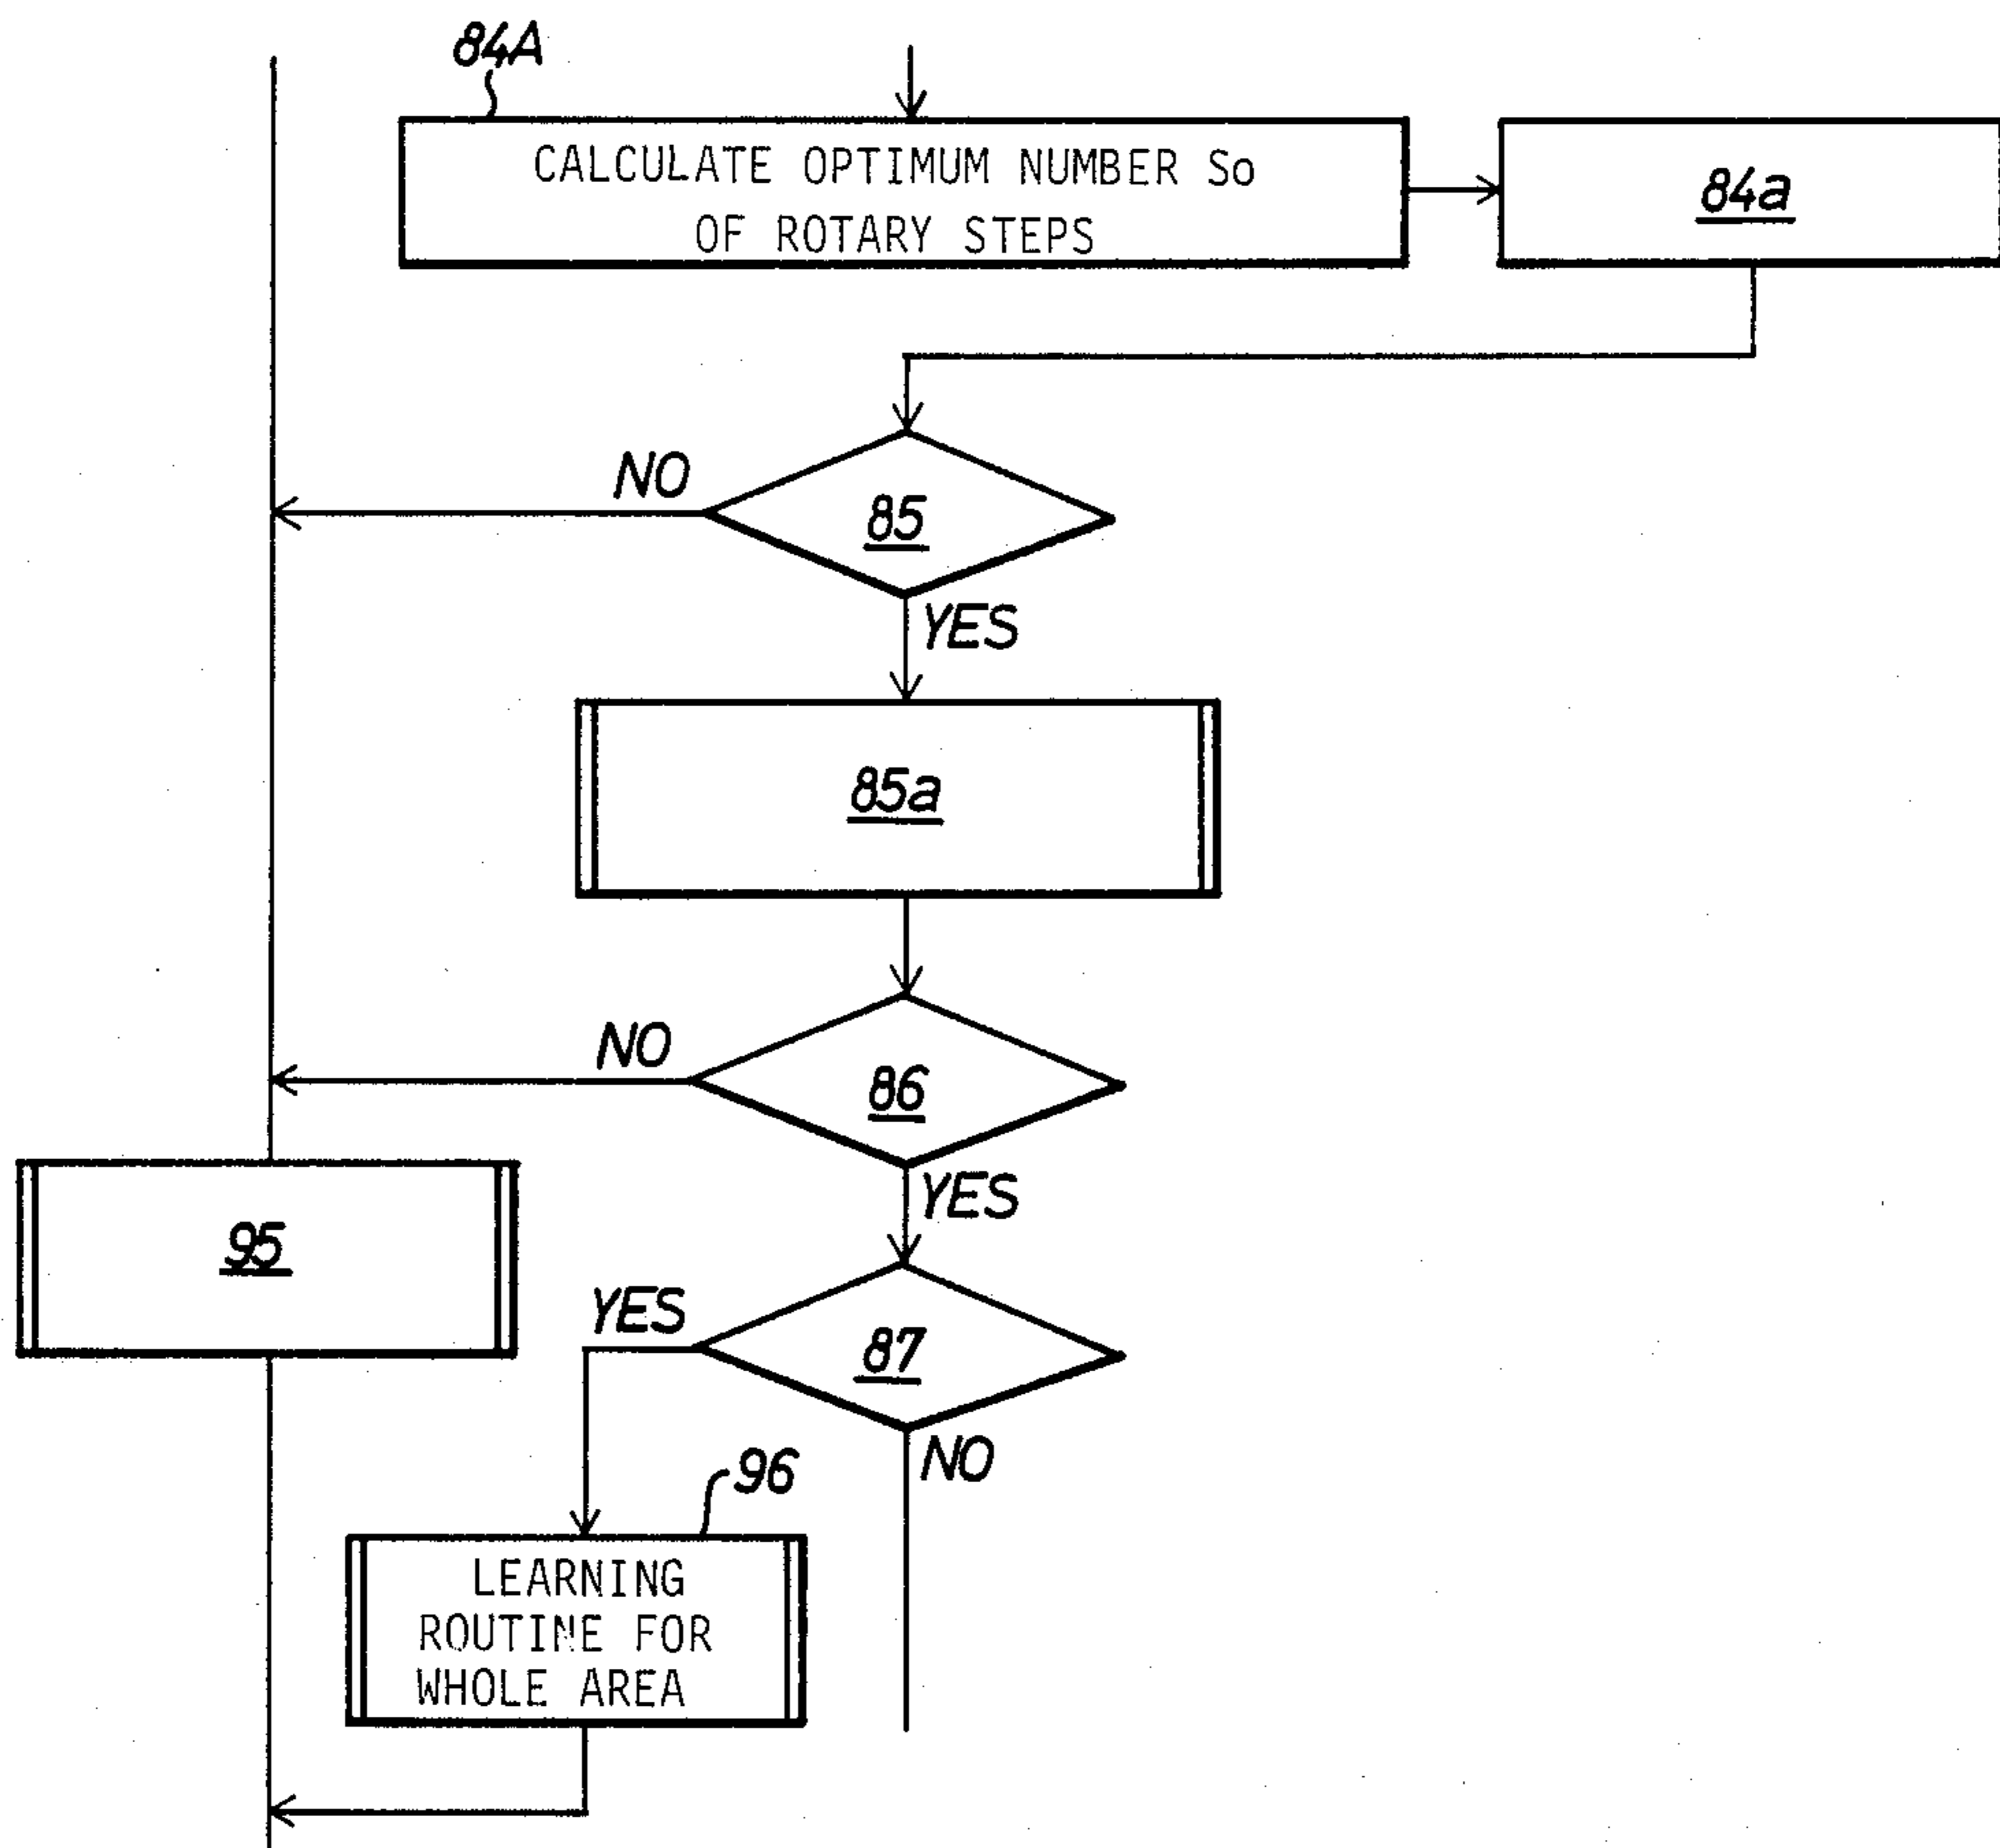 84A
CALCULATE OPTIMUM NUMBER So
OF ROTARY STEPS
84a
NO
85
YES
85a
NO
86
YES
95
YES
87
NO
96
LEARNING
ROUTINE FOR
WHOLE AREA